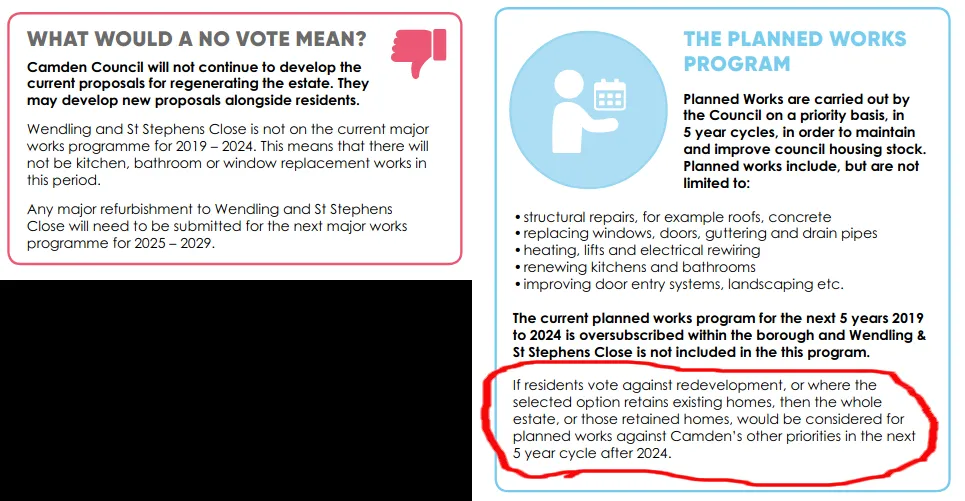 WHAT WOULD A NO VOTE MEAN?
Camden Council will not continue to develop the
current proposals for regenerating the estate. They
may develop new proposals alongside residents.
Wendling and St Stephens Close is not on the current major
works programme for 2019 – 2024. This means that there will
not be kitchen, bathroom or window replacement works in
this period.
Any major refurbishment to Wendling and St Stephens
Close will need to be submitted for the next major works
programme for 2025 – 2029.
THE PLANNED WORKS
PROGRAM
Planned Works are carried out by
the Council on a priority basis, in
5 year cycles, in order to maintain
and improve council housing stock.
Planned works include, but are not
limited to:
• structural repairs, for example roofs, concrete
• replacing windows, doors, guttering and drain pipes
• heating, lifts and electrical rewiring
• renewing kitchens and bathrooms
• improving door entry systems, landscaping etc.
The current planned works program for the next 5 years 2019
to 2024 is oversubscribed within the borough and Wendling &
St Stephens Close is not included in the this program.
If residents vote against redevelopment, or where the
selected option retains existing homes, then the whole
estate, or those retained homes, would be considered for
planned works against Camden's other priorities in the next
5 year cycle after 2024.